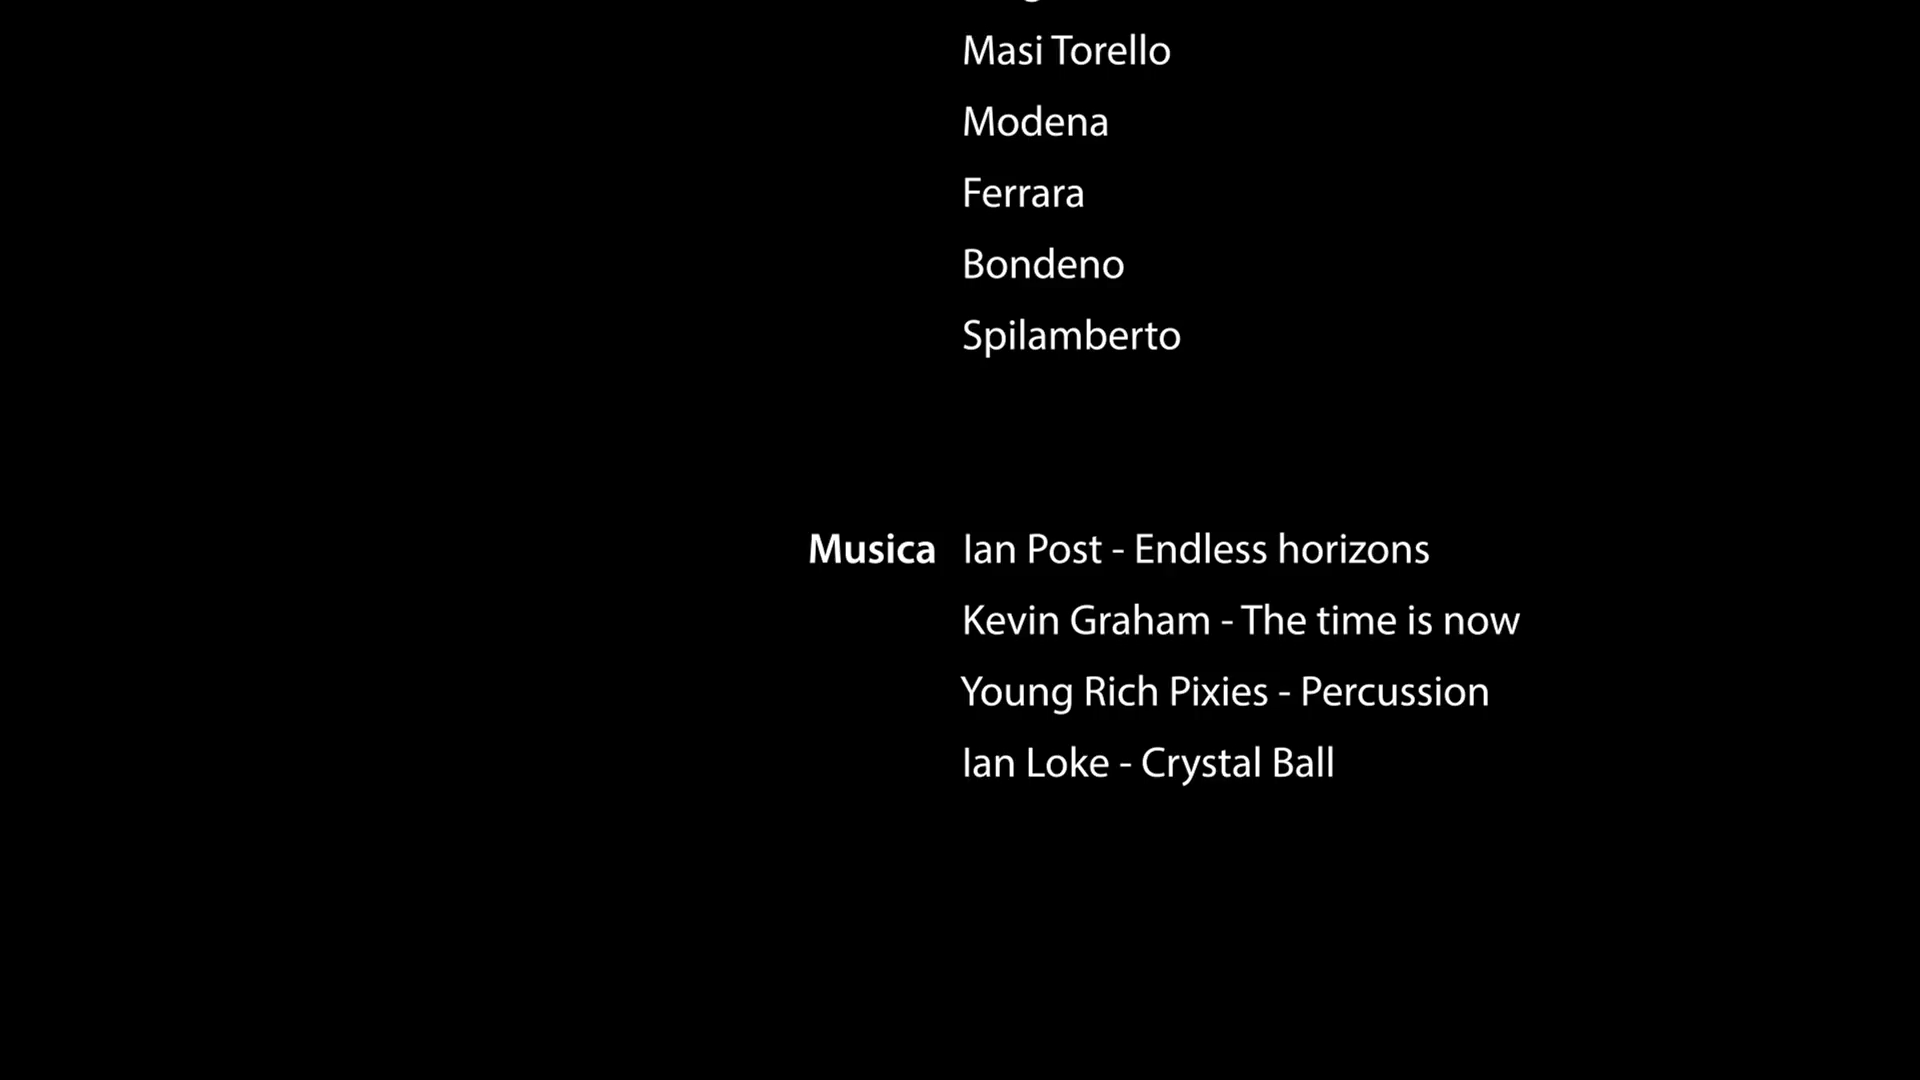 Masi Torello
Modena
Ferrara
Bondeno
Spilamberto
Musica Ian Post - Endless horizons
Kevin Graham - The time is now
Young Rich Pixies - Percussion
Ian Loke - Crystal Ball